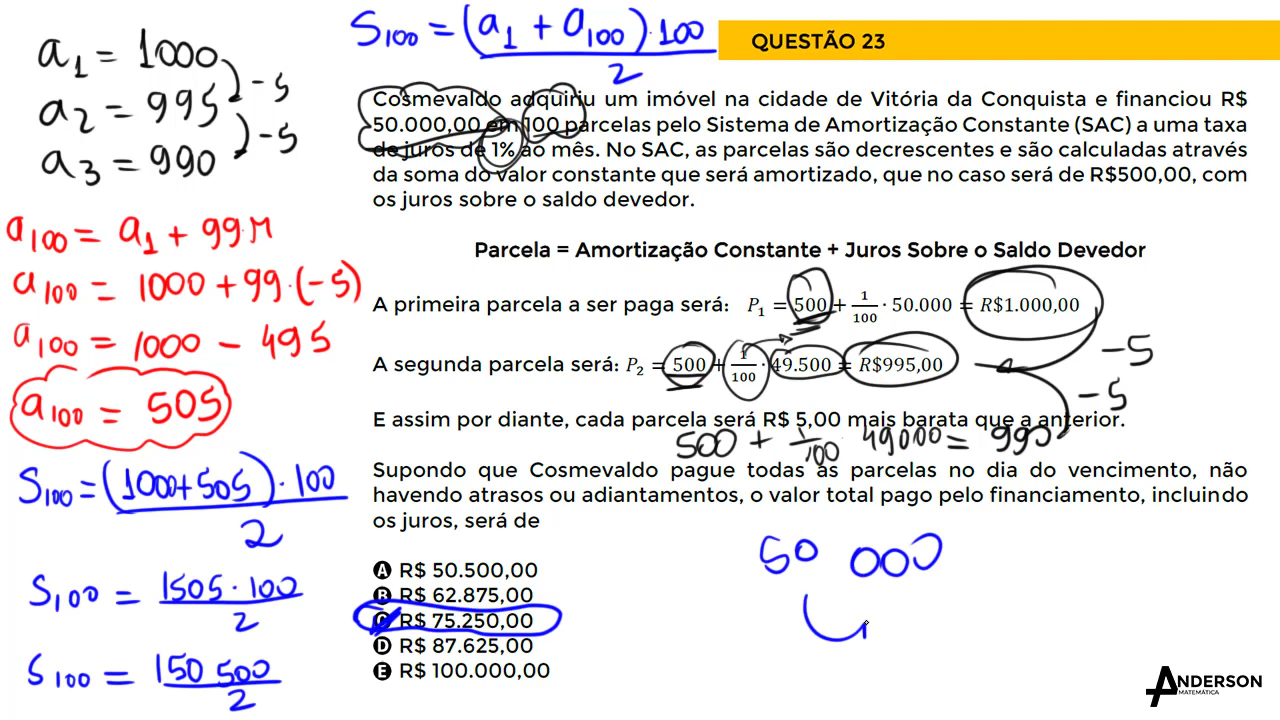 a1 = 1000
a2 = 995
a3 = 990
-5
-5
S100 = (a1 + a100) · 100
2
QUESTÃO 23
Cosmevaldo adquiriu um imóvel na cidade de Vitória da Conquista e financiou R$
50.000,00 em 100 parcelas pelo Sistema de Amortização Constante (SAC) a uma taxa
de juros de 1% ao mês. No SAC, as parcelas são decrescentes e são calculadas através
da soma do valor constante que será amortizado, que no caso será de R$500,00, com
os juros sobre o saldo devedor.
Parcela = Amortização Constante + Juros Sobre o Saldo Devedor
A primeira parcela a ser paga será: P1 = 500 + 1/100 · 50.000 = R$1.000,00
A segunda parcela será: P2 = 500 + 1/100 · 49.500 = R$995,00
-5
-5
E assim por diante, cada parcela será R$ 5,00 mais barata que a anterior.
500 + 1/100 · 49000 = 990
Supondo que Cosmevaldo pague todas as parcelas no dia do vencimento, não
havendo atrasos ou adiantamentos, o valor total pago pelo financiamento, incluindo
os juros, será de
A R$ 50.500,00
B R$ 62.875,00
C R$ 75.250,00
D R$ 87.625,00
E R$ 100.000,00
50 000
a100 = a1 + 99·r
a100 = 1000 + 99·(-5)
a100 = 1000 - 495
a100 = 505
S100 = (1000+505) · 100
2
S100 = 1505 · 100
2
S100 = 150 500
2
ANDERSON
MATEMÁTICA